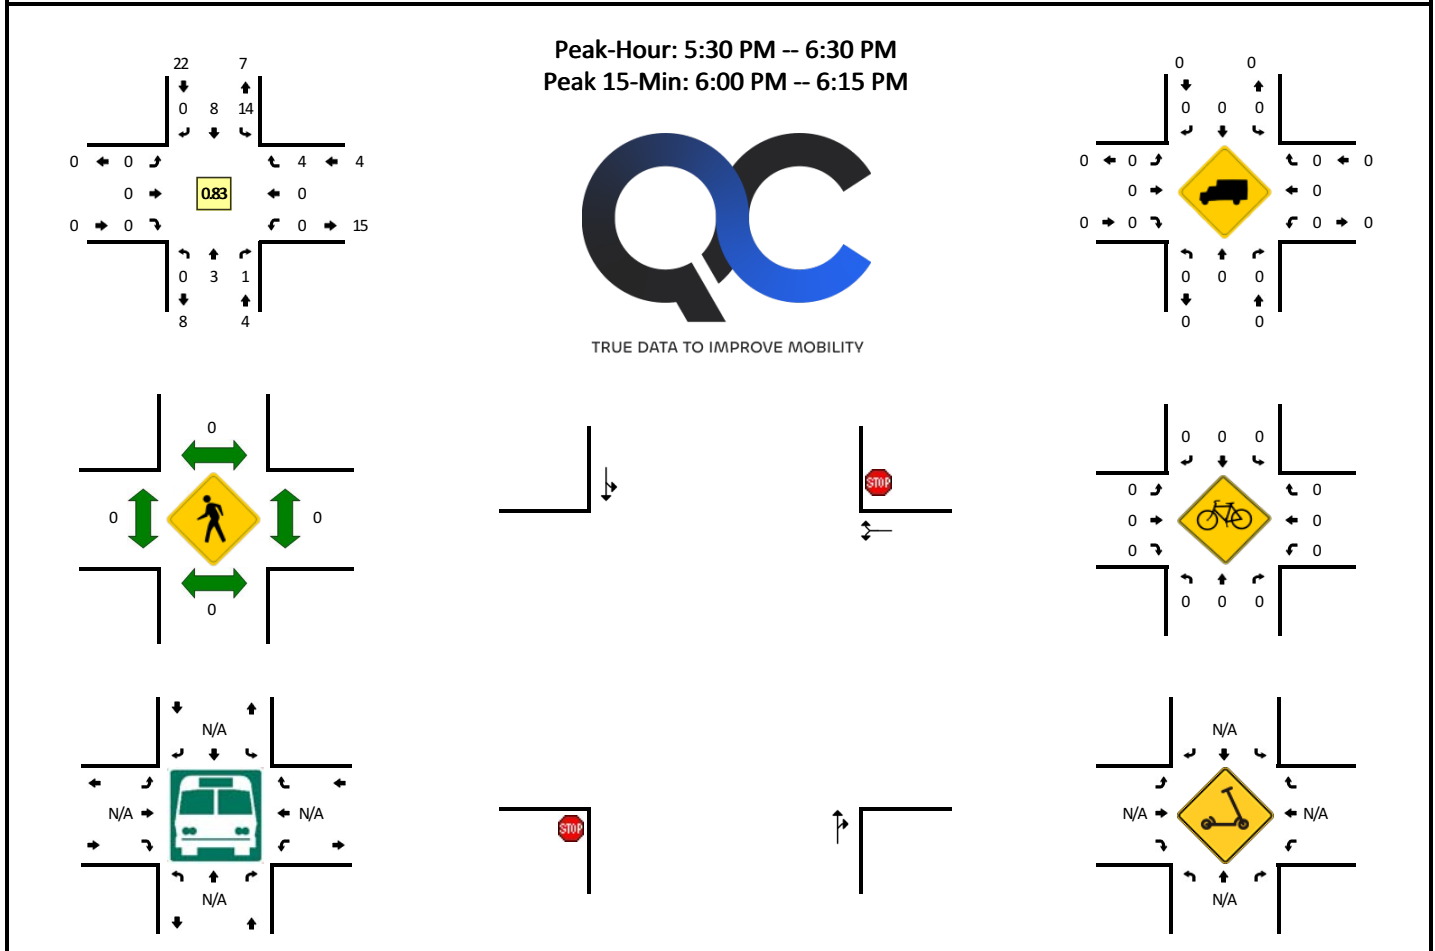 Peak-Hour: 5:30 PM -- 6:30 PM
Peak 15-Min: 6:00 PM -- 6:15 PM
22 7
0 8 14
0 0 4 4
0 0.83 0
0 0 0 15
0 3 1
8 4
TRUE DATA TO IMPROVE MOBILITY
0 0
0 0 0
0 0 0 0
0 0
0 0 0 0
0 0 0
0 0
0
0 0
0
STOP
STOP
0 0 0
0 0
0 0
0 0
0 0 0
N/A
N/A N/A
N/A
N/A
N/A N/A
N/A